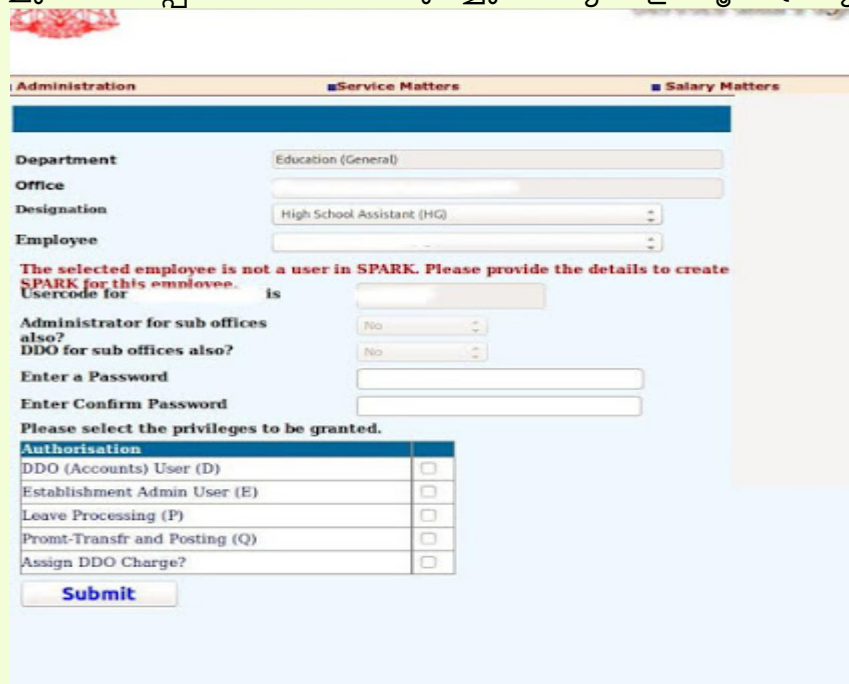 Administration Service Matters Salary Matters
Department Education (General)
Office
Designation High School Assistant (HG)
Employee
The selected employee is not a user in SPARK. Please provide the details to create
SPARK for this employee.
Usercode for is
Administrator for sub offices No
also?
DDO for sub offices also? No
Enter a Password
Enter Confirm Password
Please select the privileges to be granted.
Authorisation
DDO (Accounts) User (D)
Establishment Admin User (E)
Leave Processing (P)
Promt-Transfr and Posting (Q)
Assign DDO Charge?
Submit